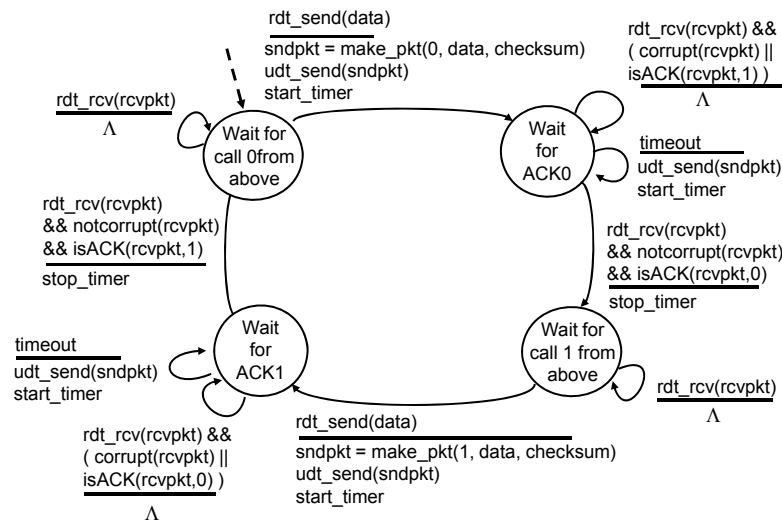 rdt_send(data)
sndpkt = make_pkt(0, data, checksum)
udt_send(sndpkt)
start_timer
rdt_rcv(rcvpkt) &&
( corrupt(rcvpkt) ||
isACK(rcvpkt,1) )
Λ
rdt_rcv(rcvpkt)
Λ
Wait for
call 0from
above
Wait
for
ACK0
timeout
udt_send(sndpkt)
start_timer
rdt_rcv(rcvpkt)
&& notcorrupt(rcvpkt)
&& isACK(rcvpkt,1)
stop_timer
rdt_rcv(rcvpkt)
&& notcorrupt(rcvpkt)
&& isACK(rcvpkt,0)
stop_timer
Wait
for
ACK1
Wait for
call 1 from
above
timeout
udt_send(sndpkt)
start_timer
rdt_rcv(rcvpkt)
Λ
rdt_rcv(rcvpkt) &&
( corrupt(rcvpkt) ||
isACK(rcvpkt,0) )
Λ
rdt_send(data)
sndpkt = make_pkt(1, data, checksum)
udt_send(sndpkt)
start_timer